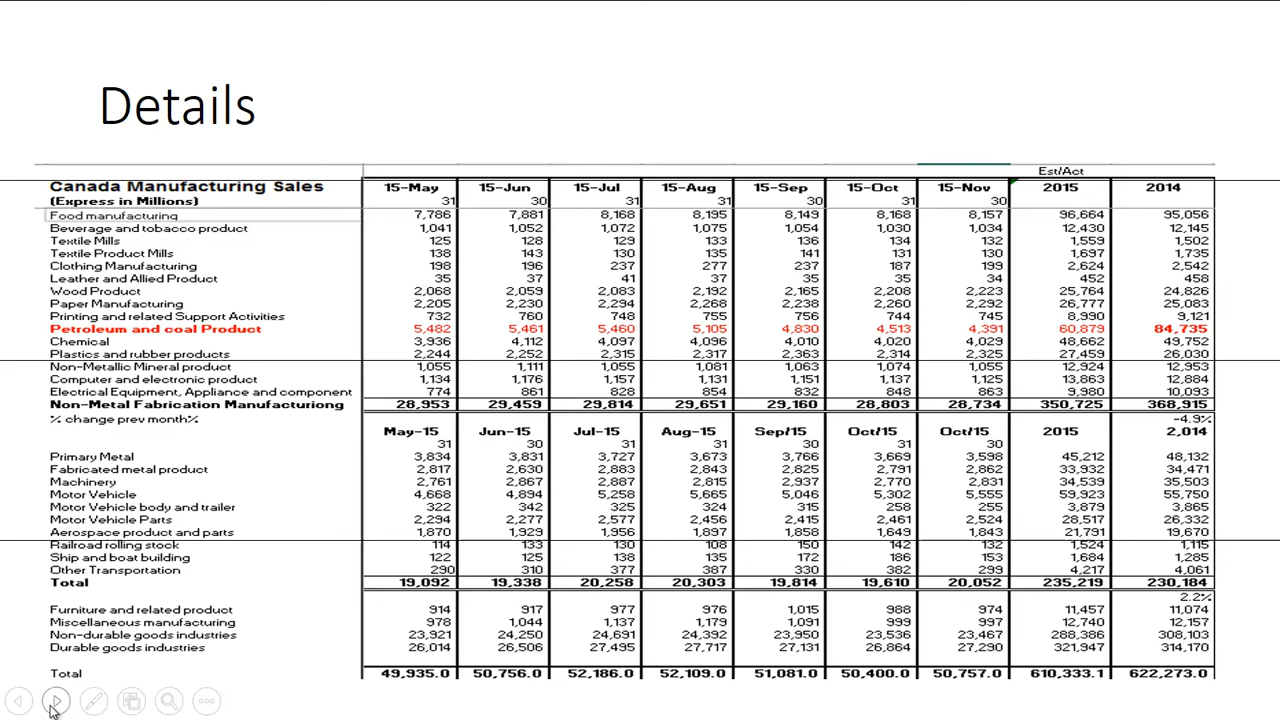 Details
Est/Act
Canada Manufacturing Sales 15-May 15-Jun 15-Jul 15-Aug 15-Sep 15-Oct 15-Nov 2015 2014
(Express in Millions) 31 30 31 31 30 31 30
Food manufacturing 7,786 7,881 8,168 8,195 8,149 8,168 8,157 96,664 95,056
Beverage and tobacco product 1,041 1,052 1,072 1,075 1,054 1,030 1,034 12,430 12,145
Textile Mills 125 128 129 133 136 134 132 1,559 1,502
Textile Product Mills 138 143 130 135 141 131 130 1,697 1,735
Clothing Manufacturing 198 196 237 277 237 187 199 2,624 2,542
Leather and Allied Product 35 37 41 37 35 35 34 452 458
Wood Product 2,068 2,059 2,083 2,192 2,165 2,208 2,223 25,764 24,826
Paper Manufacturing 2,205 2,230 2,294 2,268 2,238 2,260 2,292 26,777 25,083
Printing and related Support Activities 732 760 748 755 756 744 745 8,990 9,121
Petroleum and coal Product 5,482 5,461 5,460 5,105 4,830 4,513 4,391 60,879 84,735
Chemical 3,936 4,112 4,097 4,096 4,010 4,020 4,029 48,662 49,752
Plastics and rubber products 2,244 2,252 2,315 2,317 2,363 2,314 2,325 27,459 26,030
Non-Metallic Mineral product 1,055 1,111 1,055 1,081 1,063 1,074 1,055 12,924 12,953
Computer and electronic product 1,134 1,176 1,157 1,131 1,151 1,137 1,125 13,863 12,884
Electrical Equipment, Appliance and component 774 861 828 854 832 848 863 9,980 10,093
Non-Metal Fabrication Manufacturiong 28,953 29,459 29,814 29,651 29,160 28,803 28,734 350,725 368,915
% change prev month% -4.9%
May-15 Jun-15 Jul-15 Aug-15 Sep/15 Oct/15 Oct/15 2015 2,014
31 30 31 31 30 31 30
Primary Metal 3,834 3,831 3,727 3,673 3,766 3,669 3,598 45,212 48,132
Fabricated metal product 2,817 2,630 2,883 2,843 2,825 2,791 2,862 33,932 34,471
Machinery 2,761 2,867 2,887 2,815 2,937 2,770 2,831 34,539 35,503
Motor Vehicle 4,668 4,894 5,258 5,665 5,046 5,302 5,555 59,923 55,750
Motor Vehicle body and trailer 322 342 325 324 315 258 255 3,879 3,865
Motor Vehicle Parts 2,294 2,277 2,577 2,456 2,415 2,461 2,524 28,517 26,332
Aerospace product and parts 1,870 1,929 1,956 1,897 1,858 1,649 1,843 21,791 19,670
Railroad rolling stock 114 133 130 108 150 142 132 1,524 1,115
Ship and boat building 122 125 138 135 172 186 153 1,684 1,285
Other Transportation 290 310 377 387 330 382 299 4,217 4,061
Total 19,092 19,338 20,258 20,303 19,814 19,610 20,052 235,219 230,184
2.2%
Furniture and related product 914 917 977 976 1,015 988 974 11,457 11,074
Miscellaneous manufacturing 978 1,044 1,137 1,179 1,091 999 997 12,740 12,157
Non-durable goods industries 23,921 24,250 24,691 24,392 23,950 23,536 23,467 288,386 308,103
Durable goods industries 26,014 26,506 27,495 27,717 27,131 26,864 27,290 321,947 314,170
Total 49,935.0 50,756.0 52,186.0 52,109.0 51,081.0 50,400.0 50,757.0 610,333.1 622,273.0